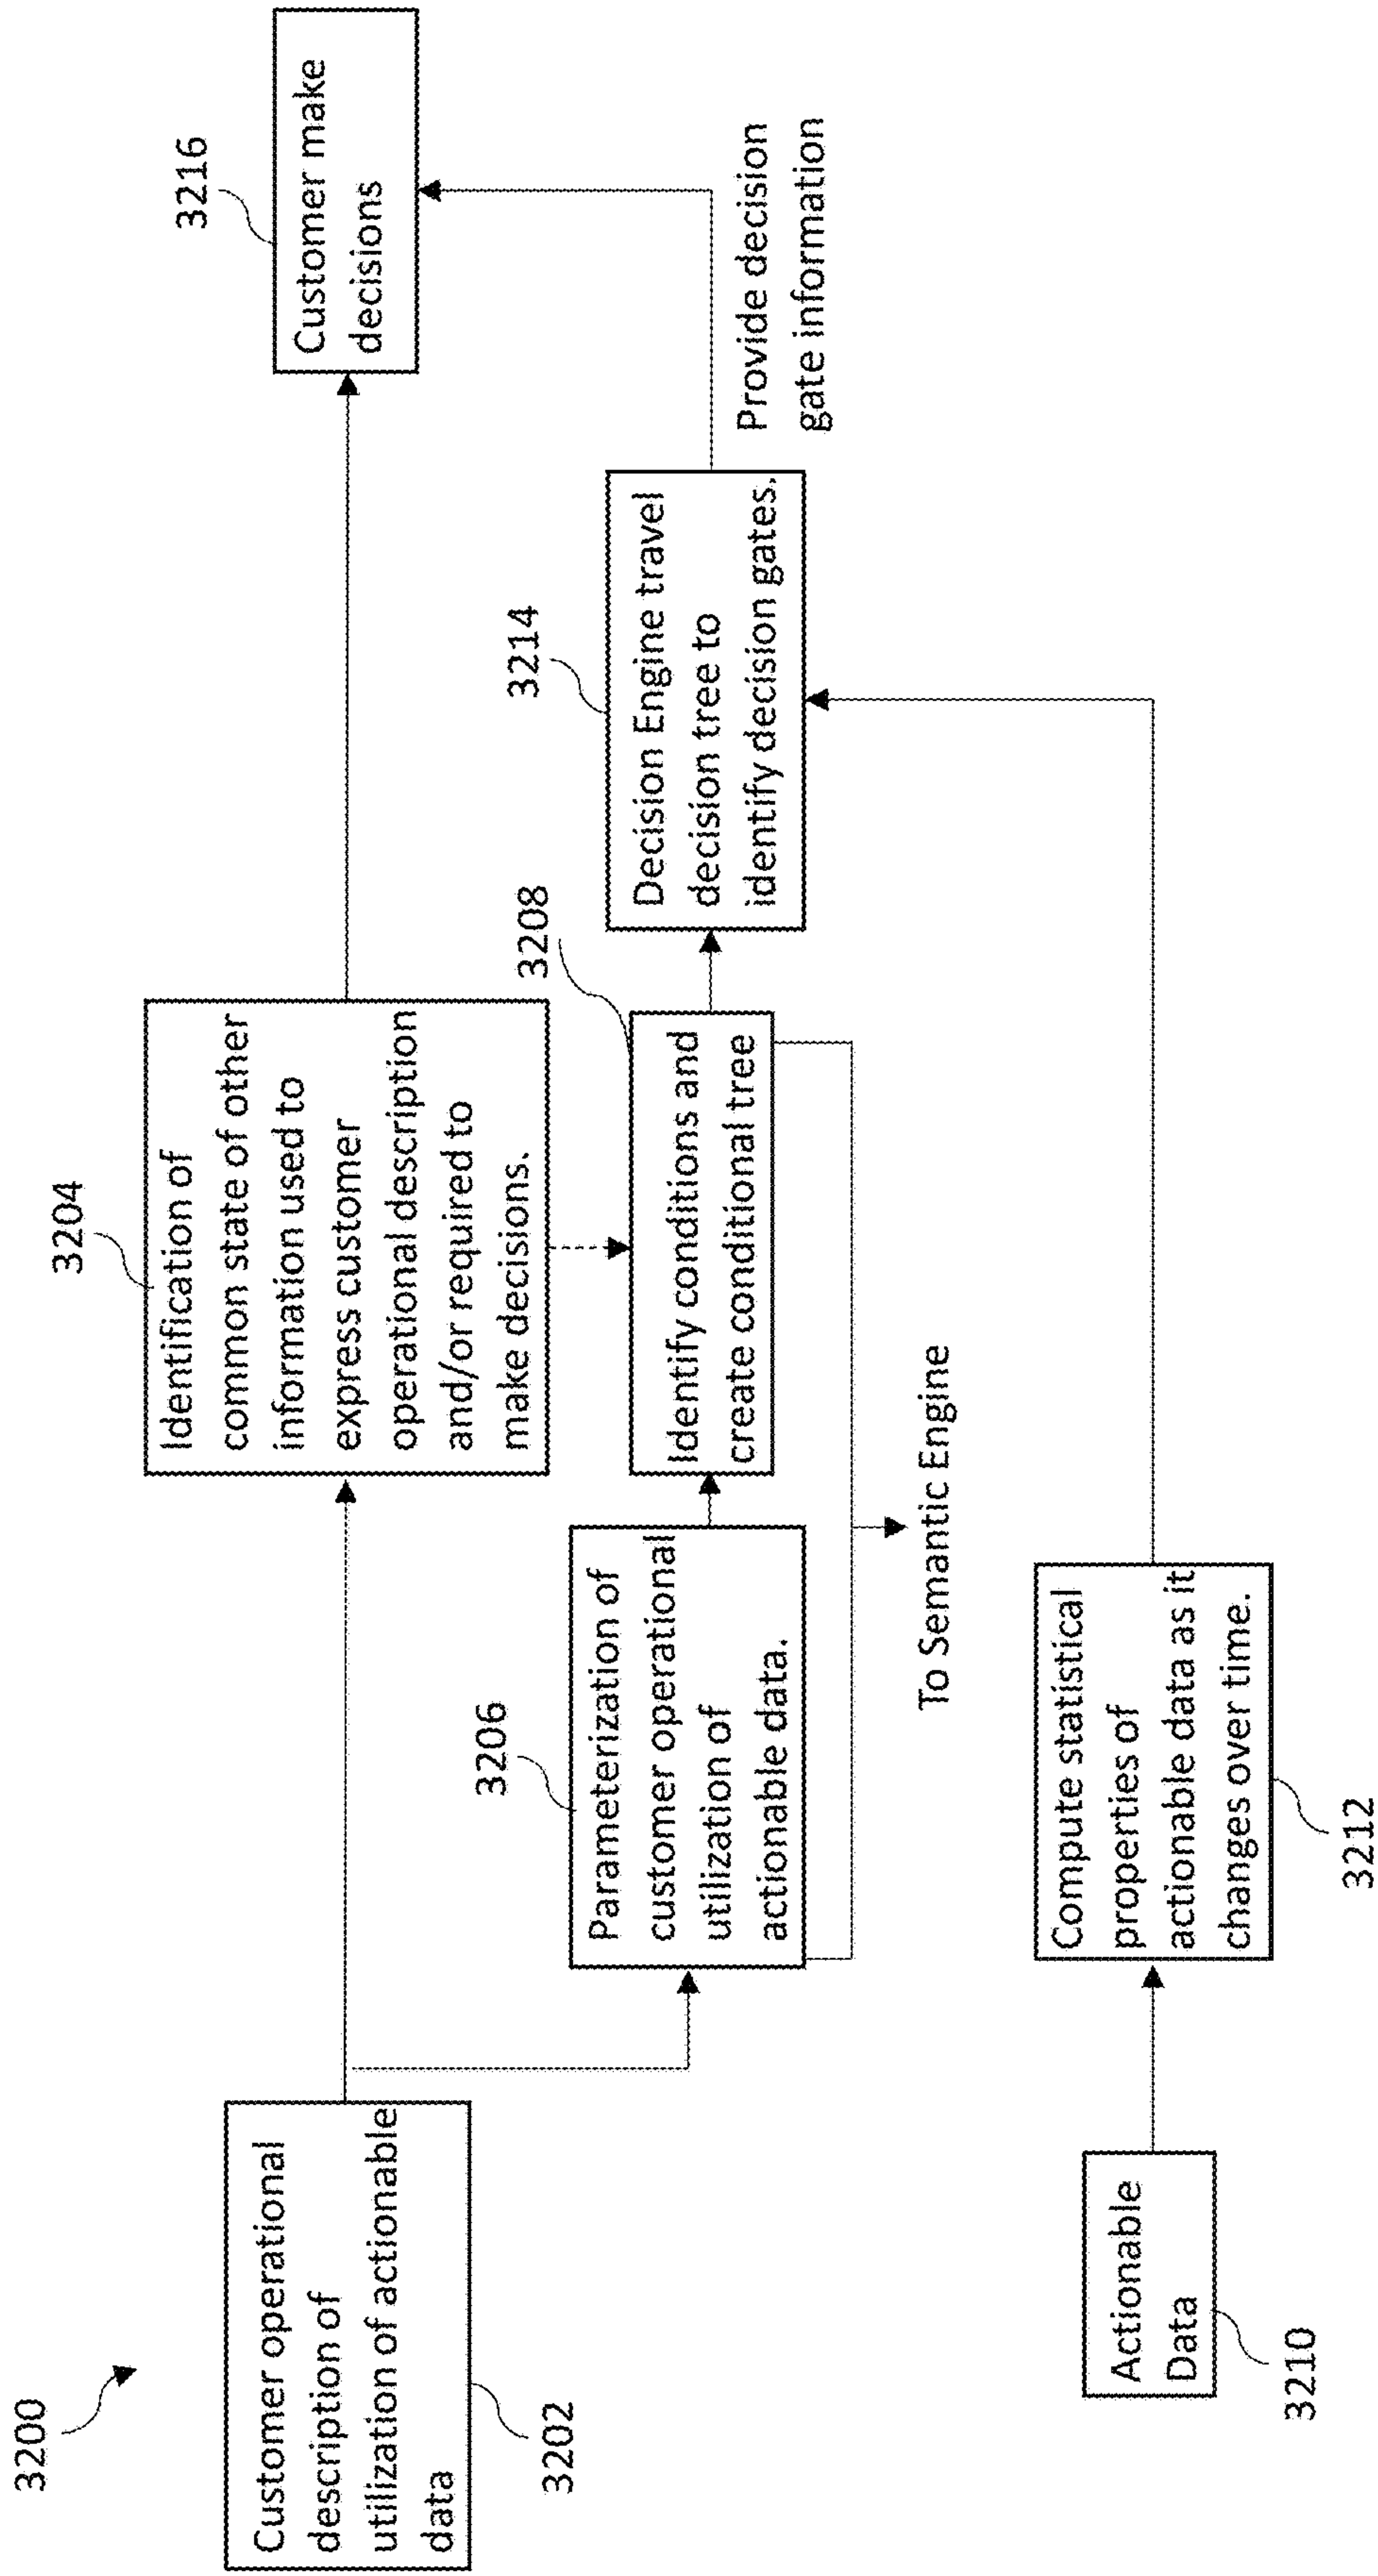 3200
Customer operational
description of
utilization of actionable
data
3202
3204
Identification of
common state of other
information used to
express customer
operational description
and/or required to
make decisions.
3216
Customer make
decisions
3206
Parameterization of
customer operational
utilization of
actionable data.
3208
Identify conditions and
create conditional tree
3214
Decision Engine travel
decision tree to
identify decision gates.
Provide decision
gate information
To Semantic Engine
Actionable
Data
3210
Compute statistical
properties of
actionable data as it
changes over time.
3212